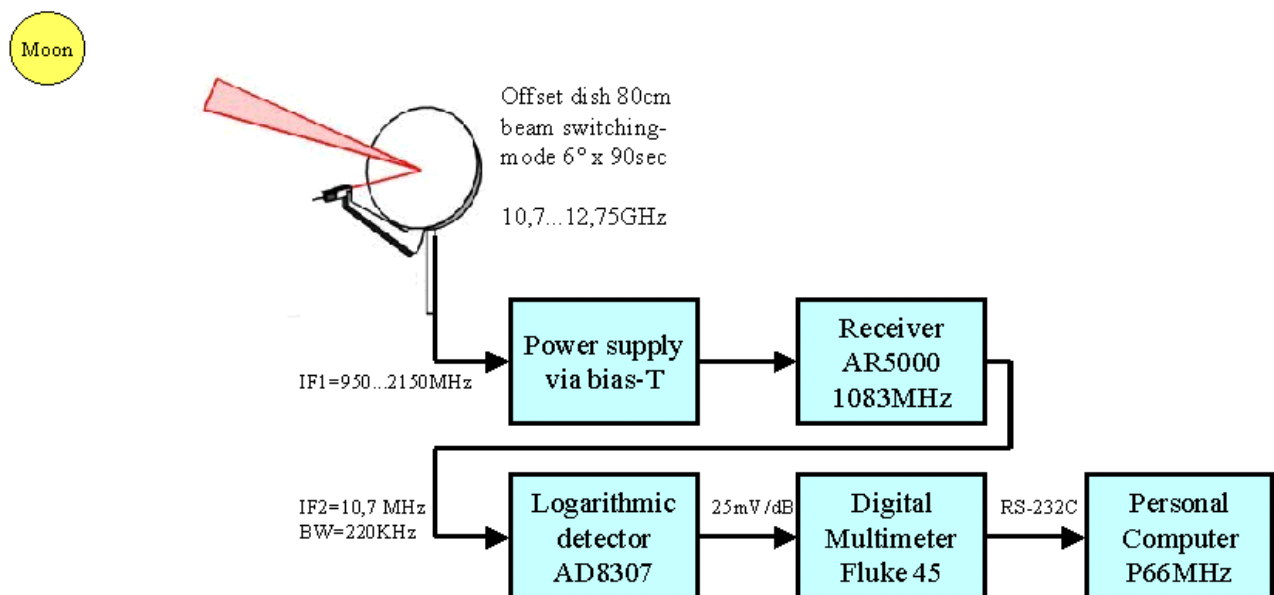 Moon
Offset dish 80cm
beam switching-
mode 6° x 90sec
10,7...12,75GHz
Power supply
via bias-T
Receiver
AR5000
1083MHz
IF1=950...2150MHz
IF2=10,7 MHz
BW=220KHz
Logarithmic
detector
AD8307
25mV/dB
Digital
Multimeter
Fluke 45
RS-232C
Personal
Computer
P66MHz